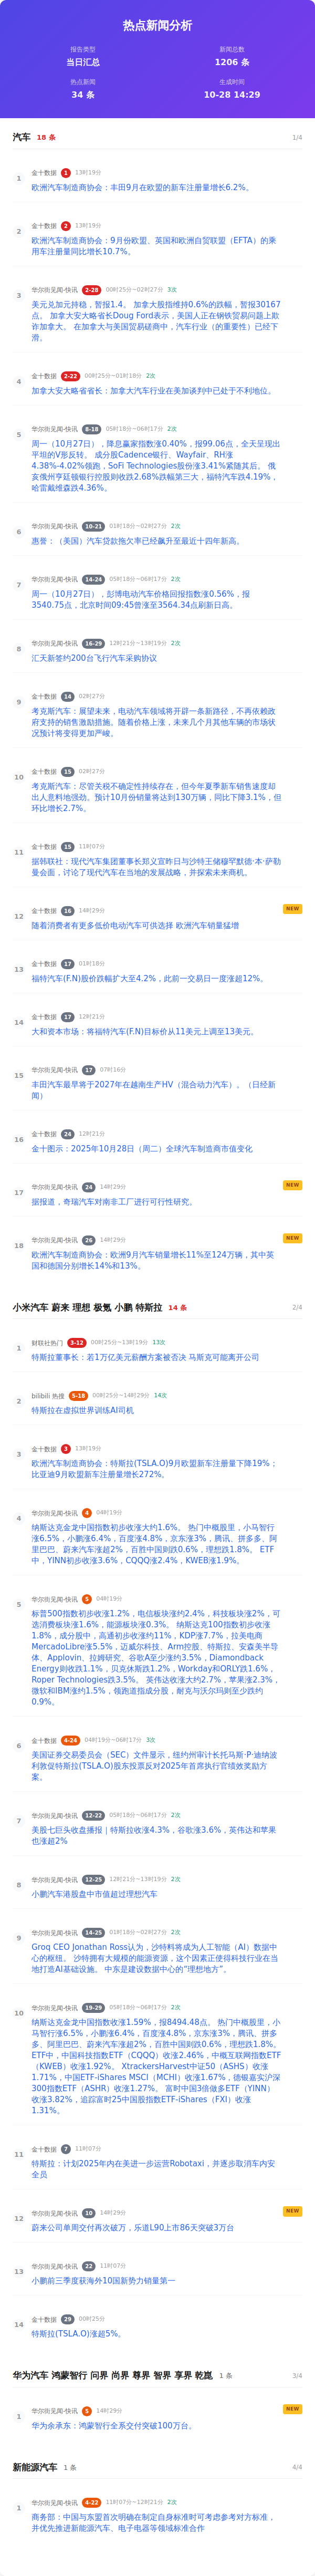 热点新闻分析
报告类型
新闻总数
当日汇总
1206 条
热点新闻
生成时间
34 条
10-28 14:29
汽车 18 条 1/4
1
金十数据 1 13时19分
欧洲汽车制造商协会：丰田9月在欧盟的新车注册量增长6.2%。
2
金十数据 2 13时19分
欧洲汽车制造商协会：9月份欧盟、英国和欧洲自贸联盟（EFTA）的乘
用车注册量同比增长10.7%。
3
华尔街见闻-快讯 2-28 00时25分~02时27分 3次
美元兑加元持稳，暂报1.4。 加拿大股指维持0.6%的跌幅，暂报30167
点。 加拿大安大略省长Doug Ford表示，美国人正在钢铁贸易问题上欺
诈加拿大。 在加拿大与美国贸易磋商中，汽车行业（的重要性）已经下
滑。
4
金十数据 2-22 00时25分~01时18分 2次
加拿大安大略省省长：加拿大汽车行业在美加谈判中已处于不利地位。
5
华尔街见闻-快讯 8-18 05时18分~06时17分 2次
周一（10月27日），降息赢家指数涨0.40%，报99.06点，全天呈现出
平坦的V形反转。 成分股Cadence银行、Wayfair、RH涨
4.38%-4.02%领跑，SoFi Technologies股份涨3.41%紧随其后。 俄
亥俄州亨廷顿银行控股则收跌2.68%跌幅第三大，福特汽车跌4.19%，
哈雷戴维森跌4.36%。
6
华尔街见闻-快讯 10-21 01时18分~02时27分 2次
惠誉：（美国）汽车贷款拖欠率已经飙升至最近十四年新高。
7
华尔街见闻-快讯 14-24 05时18分~06时17分 2次
周一（10月27日），彭博电动汽车价格回报指数涨0.56%，报
3540.75点，北京时间09:45曾涨至3564.34点刷新日高。
8
华尔街见闻-快讯 16-29 12时21分~13时19分 2次
汇天新签约200台飞行汽车采购协议
9
金十数据 14 02时27分
考克斯汽车：展望未来，电动汽车领域将开辟一条新路径，不再依赖政
府支持的销售激励措施。随着价格上涨，未来几个月其他车辆的市场状
况预计将变得更加严峻。
10
金十数据 15 02时27分
考克斯汽车：尽管关税不确定性持续存在，但今年夏季新车销售速度却
出人意料地强劲。预计10月份销量将达到130万辆，同比下降3.1%，但
环比增长2.7%。
11
金十数据 15 11时07分
据韩联社：现代汽车集团董事长郑义宣昨日与沙特王储穆罕默德·本·萨勒
曼会面，讨论了现代汽车在当地的发展战略，并探索未来商机。
12
金十数据 16 14时29分 NEW
随着消费者有更多低价电动汽车可供选择 欧洲汽车销量猛增
13
金十数据 17 01时18分
福特汽车(F.N)股价跌幅扩大至4.2%，此前一交易日一度涨超12%。
14
金十数据 17 12时21分
大和资本市场：将福特汽车(F.N)目标价从11美元上调至13美元。
15
华尔街见闻-快讯 17 07时16分
丰田汽车最早将于2027年在越南生产HV（混合动力汽车）。（日经新
闻）
16
金十数据 24 12时21分
金十图示：2025年10月28日（周二）全球汽车制造商市值变化
17
华尔街见闻-快讯 24 14时29分 NEW
据报道，奇瑞汽车对南非工厂进行可行性研究。
18
华尔街见闻-快讯 26 14时29分 NEW
欧洲汽车制造商协会：欧洲9月汽车销量增长11%至124万辆，其中英
国和德国分别增长14%和13%。
小米汽车 蔚来 理想 极氪 小鹏 特斯拉 14 条 2/4
1
财联社热门 3-12 00时25分~13时19分 13次
特斯拉董事长：若1万亿美元薪酬方案被否决 马斯克可能离开公司
2
bilibili 热搜 5-18 00时25分~14时29分 14次
特斯拉在虚拟世界训练AI司机
3
金十数据 3 13时19分
欧洲汽车制造商协会：特斯拉(TSLA.O)9月欧盟新车注册量下降19%；
比亚迪9月欧盟新车注册量增长272%。
4
华尔街见闻-快讯 4 04时19分
纳斯达克金龙中国指数初步收涨大约1.6%。 热门中概股里，小马智行
涨6.5%，小鹏涨6.4%，百度涨4.8%，京东涨3%，腾讯、拼多多、阿
里巴巴、蔚来汽车涨超2%，百胜中国则跌0.6%，理想跌1.8%。 ETF
中，YINN初步收涨3.6%，CQQQ涨2.4%，KWEB涨1.9%。
5
华尔街见闻-快讯 5 04时19分
标普500指数初步收涨1.2%，电信板块涨约2.4%，科技板块涨2%，可
选消费板块涨1.6%，能源板块涨0.3%。 纳斯达克100指数初步收涨
1.8%，成分股中，高通初步收涨约11%，KDP涨7.7%，拉美电商
MercadoLibre涨5.5%，迈威尔科技、Arm控股、特斯拉、安森美半导
体、Applovin、拉姆研究、谷歌A至少涨约3.5%，Diamondback
Energy则收跌1.1%，贝克休斯跌1.2%，Workday和ORLY跌1.6%，
Roper Technologies跌3.5%。 英伟达收涨大约2.7%，苹果涨2.3%，
微软和IBM涨约1.5%，领跑道指成分股，耐克与沃尔玛则至少跌约
0.9%。
6
金十数据 4-24 04时19分~06时17分 3次
美国证券交易委员会（SEC）文件显示，纽约州审计长托马斯·P·迪纳波
利敦促特斯拉(TSLA.O)股东投票反对2025年首席执行官绩效奖励方
案。
7
华尔街见闻-快讯 12-22 05时18分~06时17分 2次
美股七巨头收盘播报｜特斯拉收涨4.3%，谷歌涨3.6%，英伟达和苹果
也涨超2%
8
华尔街见闻-快讯 12-25 12时21分~13时19分 2次
小鹏汽车港股盘中市值超过理想汽车
9
华尔街见闻-快讯 14-25 01时18分~02时27分 2次
Groq CEO Jonathan Ross认为，沙特料将成为人工智能（AI）数据中
心的枢纽。 沙特拥有大规模的能源资源，这个因素正使得科技行业在当
地打造AI基础设施。 中东是建设数据中心的“理想地方”。
10
华尔街见闻-快讯 19-29 05时18分~06时17分 2次
纳斯达克金龙中国指数收涨1.59%，报8494.48点。 热门中概股里，小
马智行涨6.5%，小鹏涨6.4%，百度涨4.8%，京东涨3%，腾讯、拼多
多、阿里巴巴、蔚来汽车涨超2%，百胜中国则跌0.6%，理想跌1.8%。
ETF中，中国科技指数ETF（CQQQ）收涨2.46%，中概互联网指数ETF
（KWEB）收涨1.92%。 XtrackersHarvest中证50（ASHS）收涨
1.71%，中国ETF-iShares MSCI（MCHI）收涨1.67%，德银嘉实沪深
300指数ETF（ASHR）收涨1.27%。 富时中国3倍做多ETF（YINN）
收涨3.82%，追踪富时25中国股指数ETF-iShares（FXI）收涨
1.31%。
11
金十数据 7 11时07分
特斯拉：计划2025年内在美进一步运营Robotaxi，并逐步取消车内安
全员
12
华尔街见闻-快讯 10 14时29分 NEW
蔚来公司单周交付再次破万，乐道L90上市86天突破3万台
13
华尔街见闻-快讯 22 11时07分
小鹏前三季度获海外10国新势力销量第一
14
金十数据 29 00时25分
特斯拉(TSLA.O)涨超5%。
华为汽车 鸿蒙智行 问界 尚界 尊界 智界 享界 乾崑 1 条 3/4
1
华尔街见闻-快讯 5 14时29分 NEW
华为余承东：鸿蒙智行全系交付突破100万台。
新能源汽车 1 条 4/4
1
华尔街见闻-快讯 4-22 11时07分~12时21分 2次
商务部：中国与东盟首次明确在制定自身标准时可考虑参考对方标准，
并优先推进新能源汽车、电子电器等领域标准合作